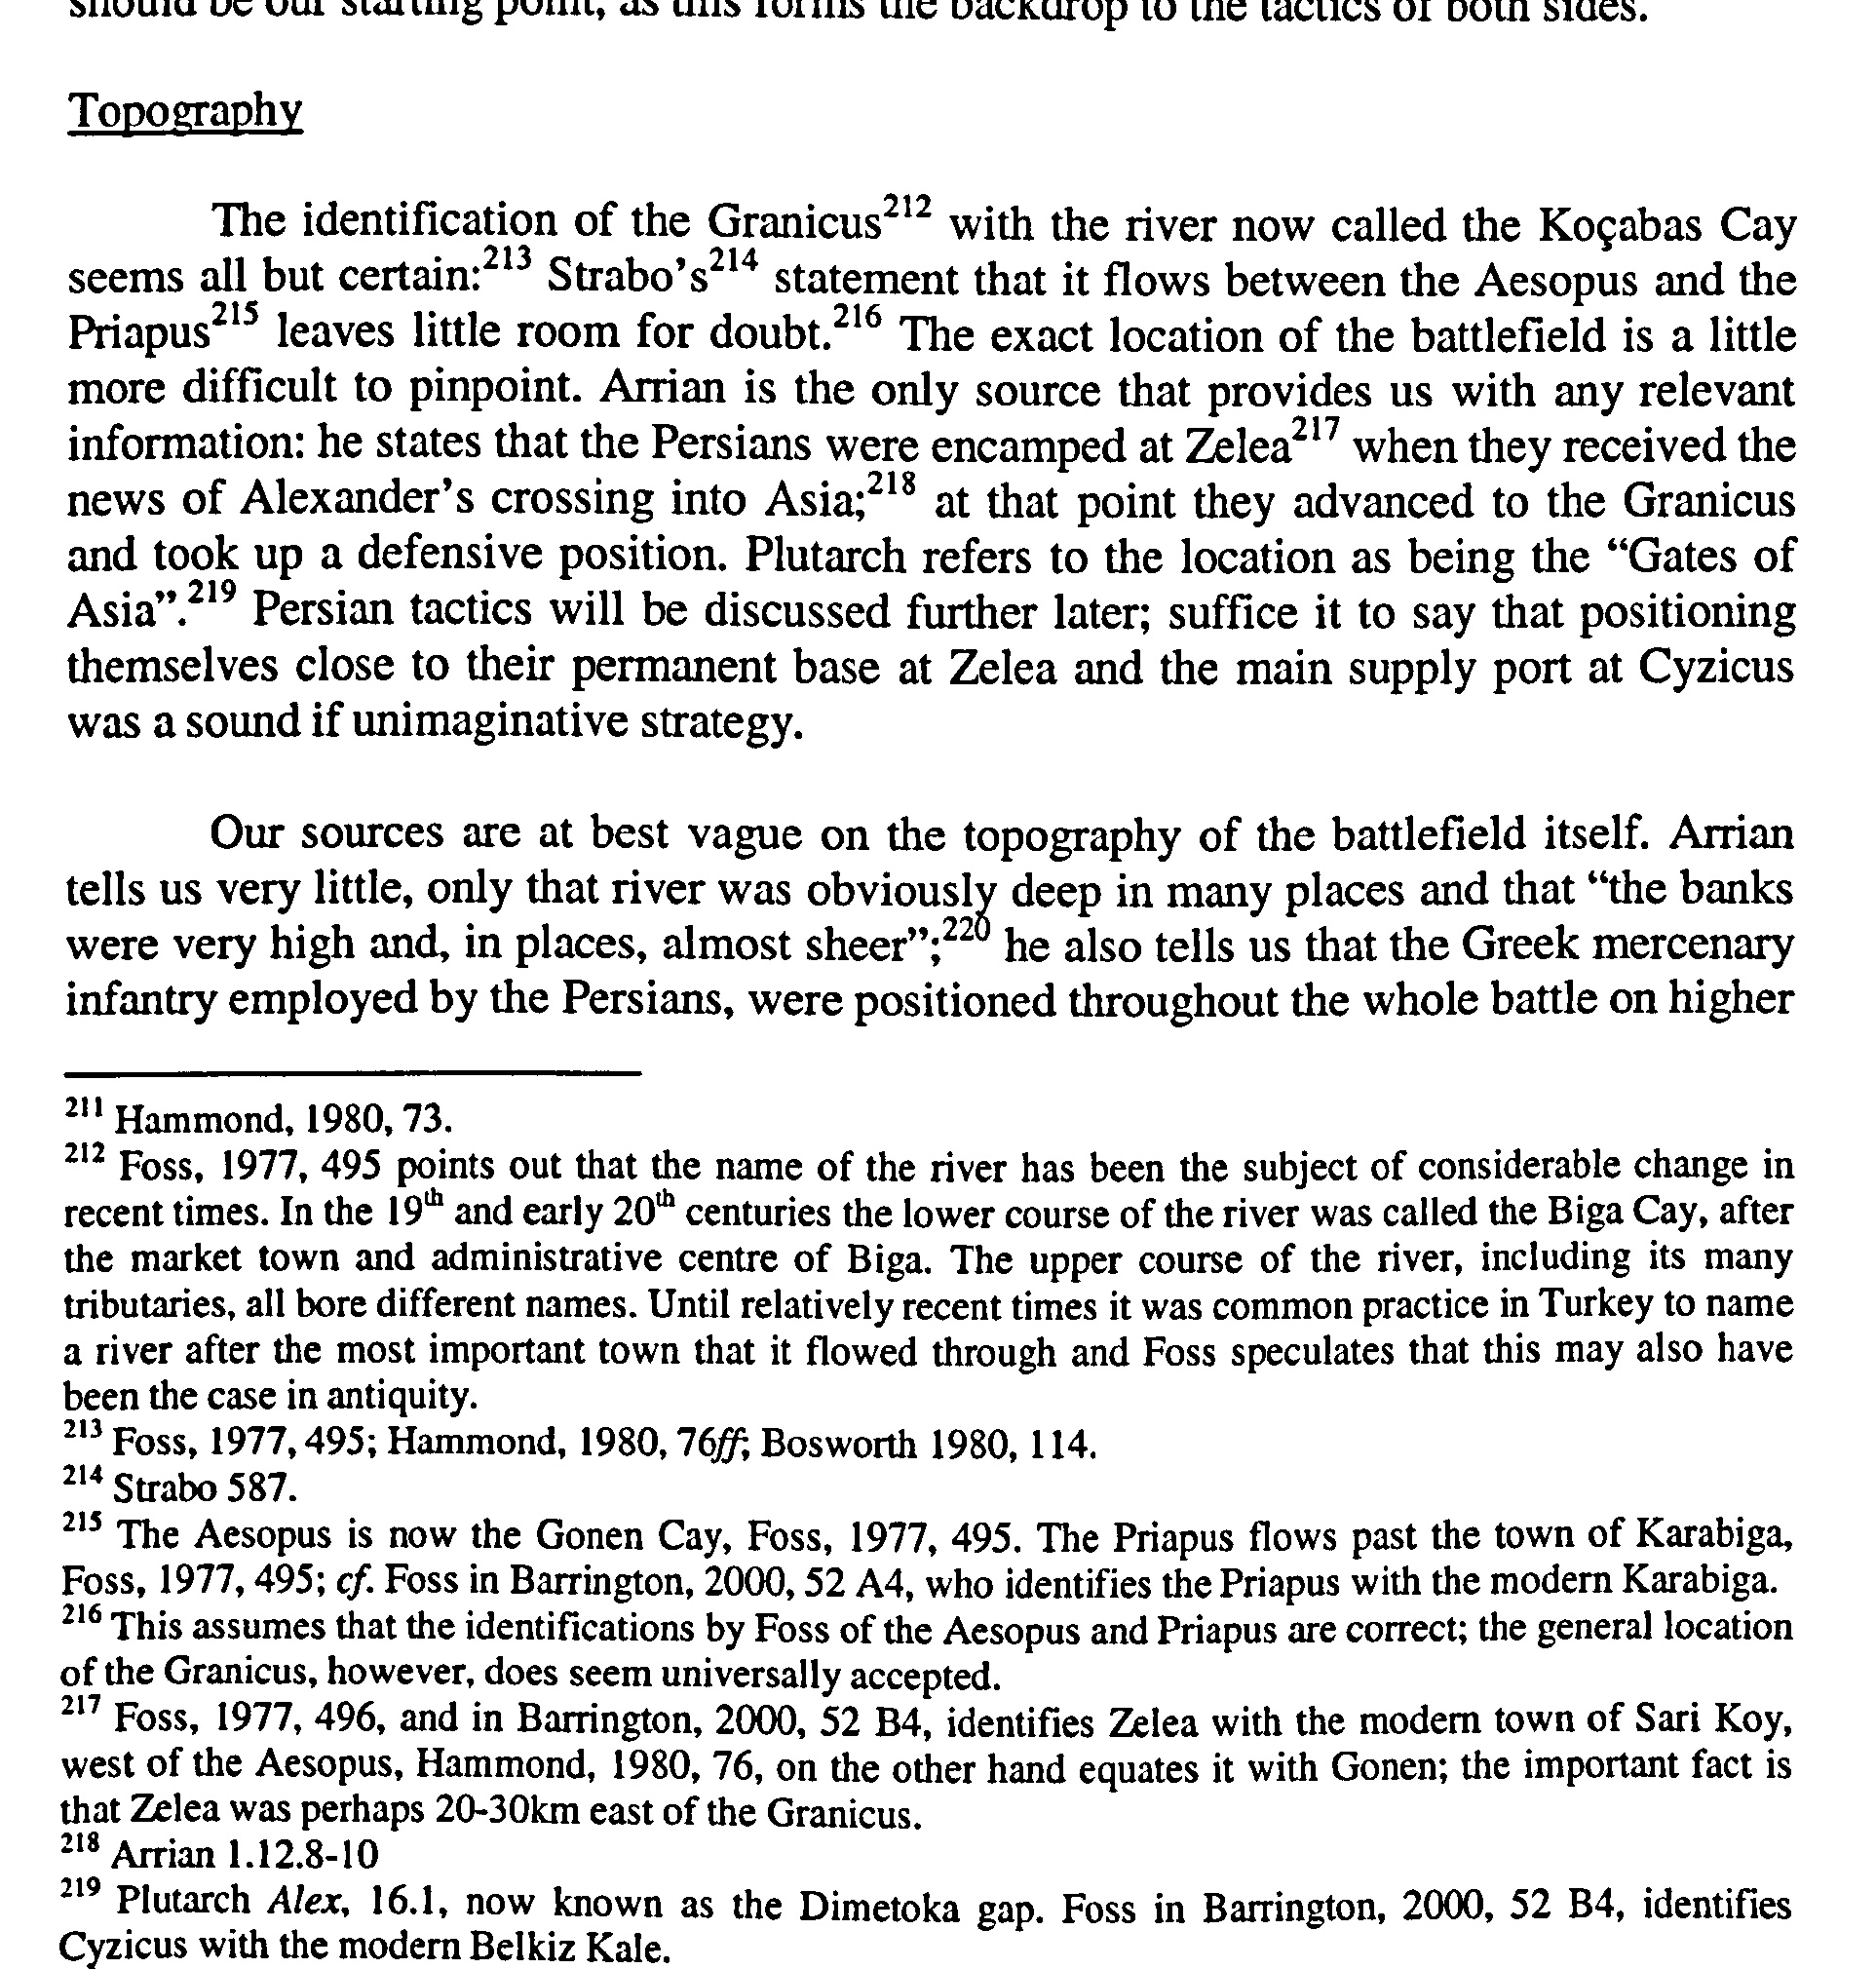 should be our starting point, as this forms the backdrop to the tactics of both sides.
Topography
The identification of the Granicus²¹² with the river now called the Koçabas Cay
seems all but certain:²¹³ Strabo's²¹⁴ statement that it flows between the Aesopus and the
Priapus²¹⁵ leaves little room for doubt.²¹⁶ The exact location of the battlefield is a little
more difficult to pinpoint. Arrian is the only source that provides us with any relevant
information: he states that the Persians were encamped at Zelea²¹⁷ when they received the
news of Alexander's crossing into Asia;²¹⁸ at that point they advanced to the Granicus
and took up a defensive position. Plutarch refers to the location as being the “Gates of
Asia”.²¹⁹ Persian tactics will be discussed further later; suffice it to say that positioning
themselves close to their permanent base at Zelea and the main supply port at Cyzicus
was a sound if unimaginative strategy.
Our sources are at best vague on the topography of the battlefield itself. Arrian
tells us very little, only that river was obviously deep in many places and that “the banks
were very high and, in places, almost sheer”;²²⁰ he also tells us that the Greek mercenary
infantry employed by the Persians, were positioned throughout the whole battle on higher
²¹¹ Hammond, 1980, 73.
²¹² Foss, 1977, 495 points out that the name of the river has been the subject of considerable change in
recent times. In the 19th and early 20th centuries the lower course of the river was called the Biga Cay, after
the market town and administrative centre of Biga. The upper course of the river, including its many
tributaries, all bore different names. Until relatively recent times it was common practice in Turkey to name
a river after the most important town that it flowed through and Foss speculates that this may also have
been the case in antiquity.
²¹³ Foss, 1977, 495; Hammond, 1980, 76ff; Bosworth 1980, 114.
²¹⁴ Strabo 587.
²¹⁵ The Aesopus is now the Gonen Cay, Foss, 1977, 495. The Priapus flows past the town of Karabiga,
Foss, 1977, 495; cf. Foss in Barrington, 2000, 52 A4, who identifies the Priapus with the modern Karabiga.
²¹⁶ This assumes that the identifications by Foss of the Aesopus and Priapus are correct; the general location
of the Granicus, however, does seem universally accepted.
²¹⁷ Foss, 1977, 496, and in Barrington, 2000, 52 B4, identifies Zelea with the modern town of Sari Koy,
west of the Aesopus, Hammond, 1980, 76, on the other hand equates it with Gonen; the important fact is
that Zelea was perhaps 20-30km east of the Granicus.
²¹⁸ Arrian 1.12.8-10
²¹⁹ Plutarch Alex, 16.1, now known as the Dimetoka gap. Foss in Barrington, 2000, 52 B4, identifies
Cyzicus with the modern Belkiz Kale.